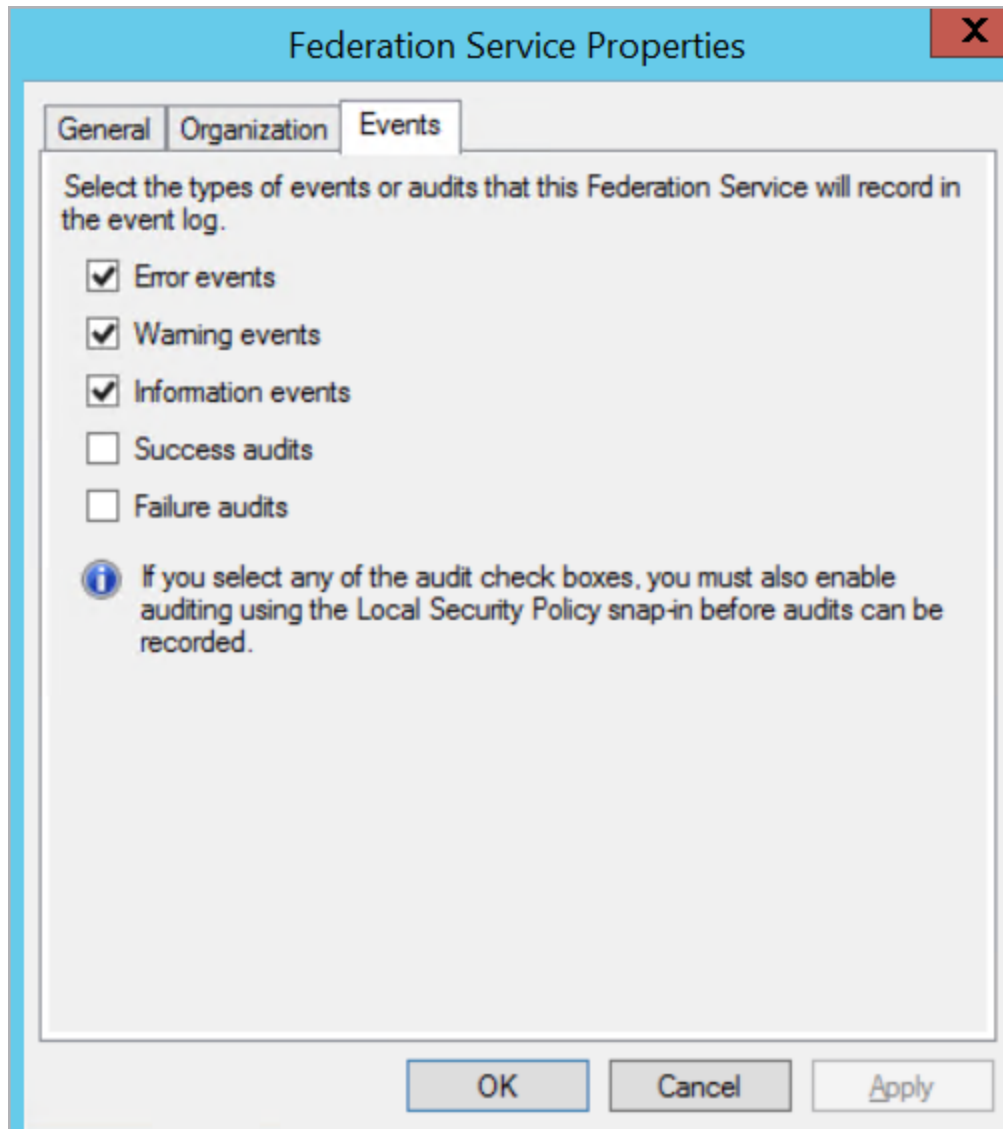 Federation Service Properties
X
General Organization Events
Select the types of events or audits that this Federation Service will record in
the event log.
Error events
Warning events
Information events
Success audits
Failure audits
If you select any of the audit check boxes, you must also enable
auditing using the Local Security Policy snap-in before audits can be
recorded.
OK Cancel Apply